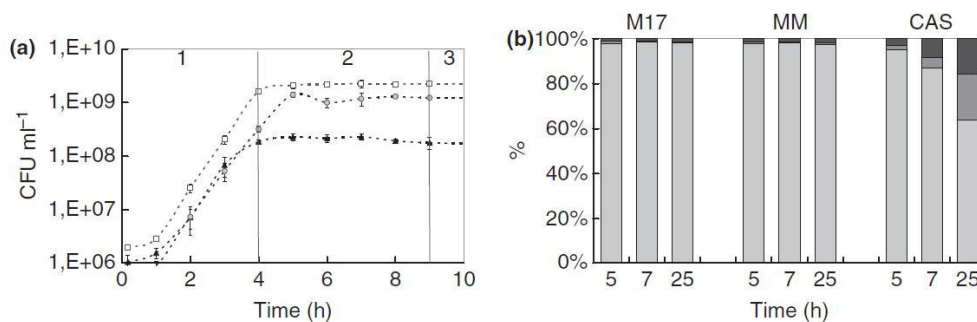 (a)
1,E+10
1,E+09
1,E+08
1,E+07
1,E+06
CFU ml⁻¹
1 2 3
0 2 4 6 8 10
Time (h)
(b)
M17 MM CAS
100%
80%
60%
40%
20%
0%
%
5 7 25 5 7 25 5 7 25
Time (h)